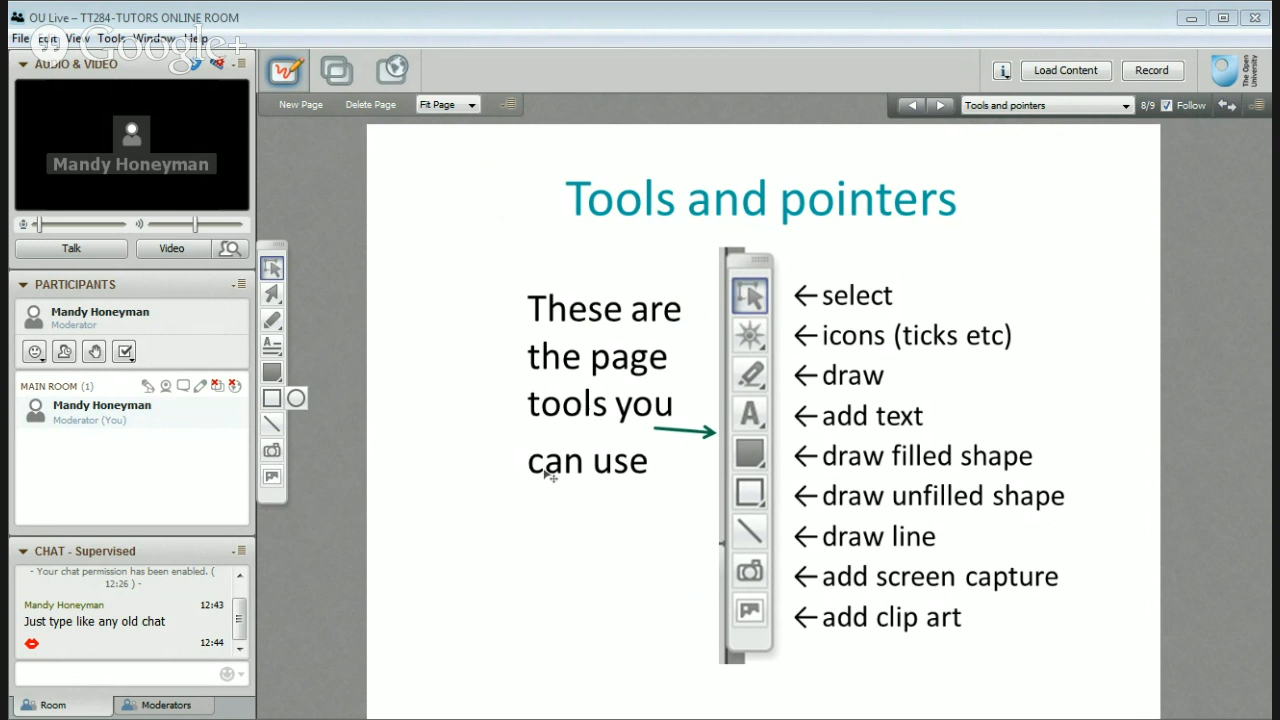 OU Live – TT284-TUTORS ONLINE ROOM
File Edit View Tools Window Help
Google+
AUDIO & VIDEO
Mandy Honeyman
Talk
Video
PARTICIPANTS
Mandy Honeyman
Moderator
MAIN ROOM (1)
Mandy Honeyman
Moderator (You)
CHAT - Supervised
- Your chat permission has been enabled. (
12:26 ) -
Mandy Honeyman 12:43
Just type like any old chat
12:44
Room
Moderators
Load Content
Record
The Open
University
New Page
Delete Page
Fit Page
Tools and pointers
8/9
Follow
Tools and pointers
These are
the page
tools you
can use
A
←select
←icons (ticks etc)
←draw
←add text
←draw filled shape
←draw unfilled shape
←draw line
←add screen capture
←add clip art